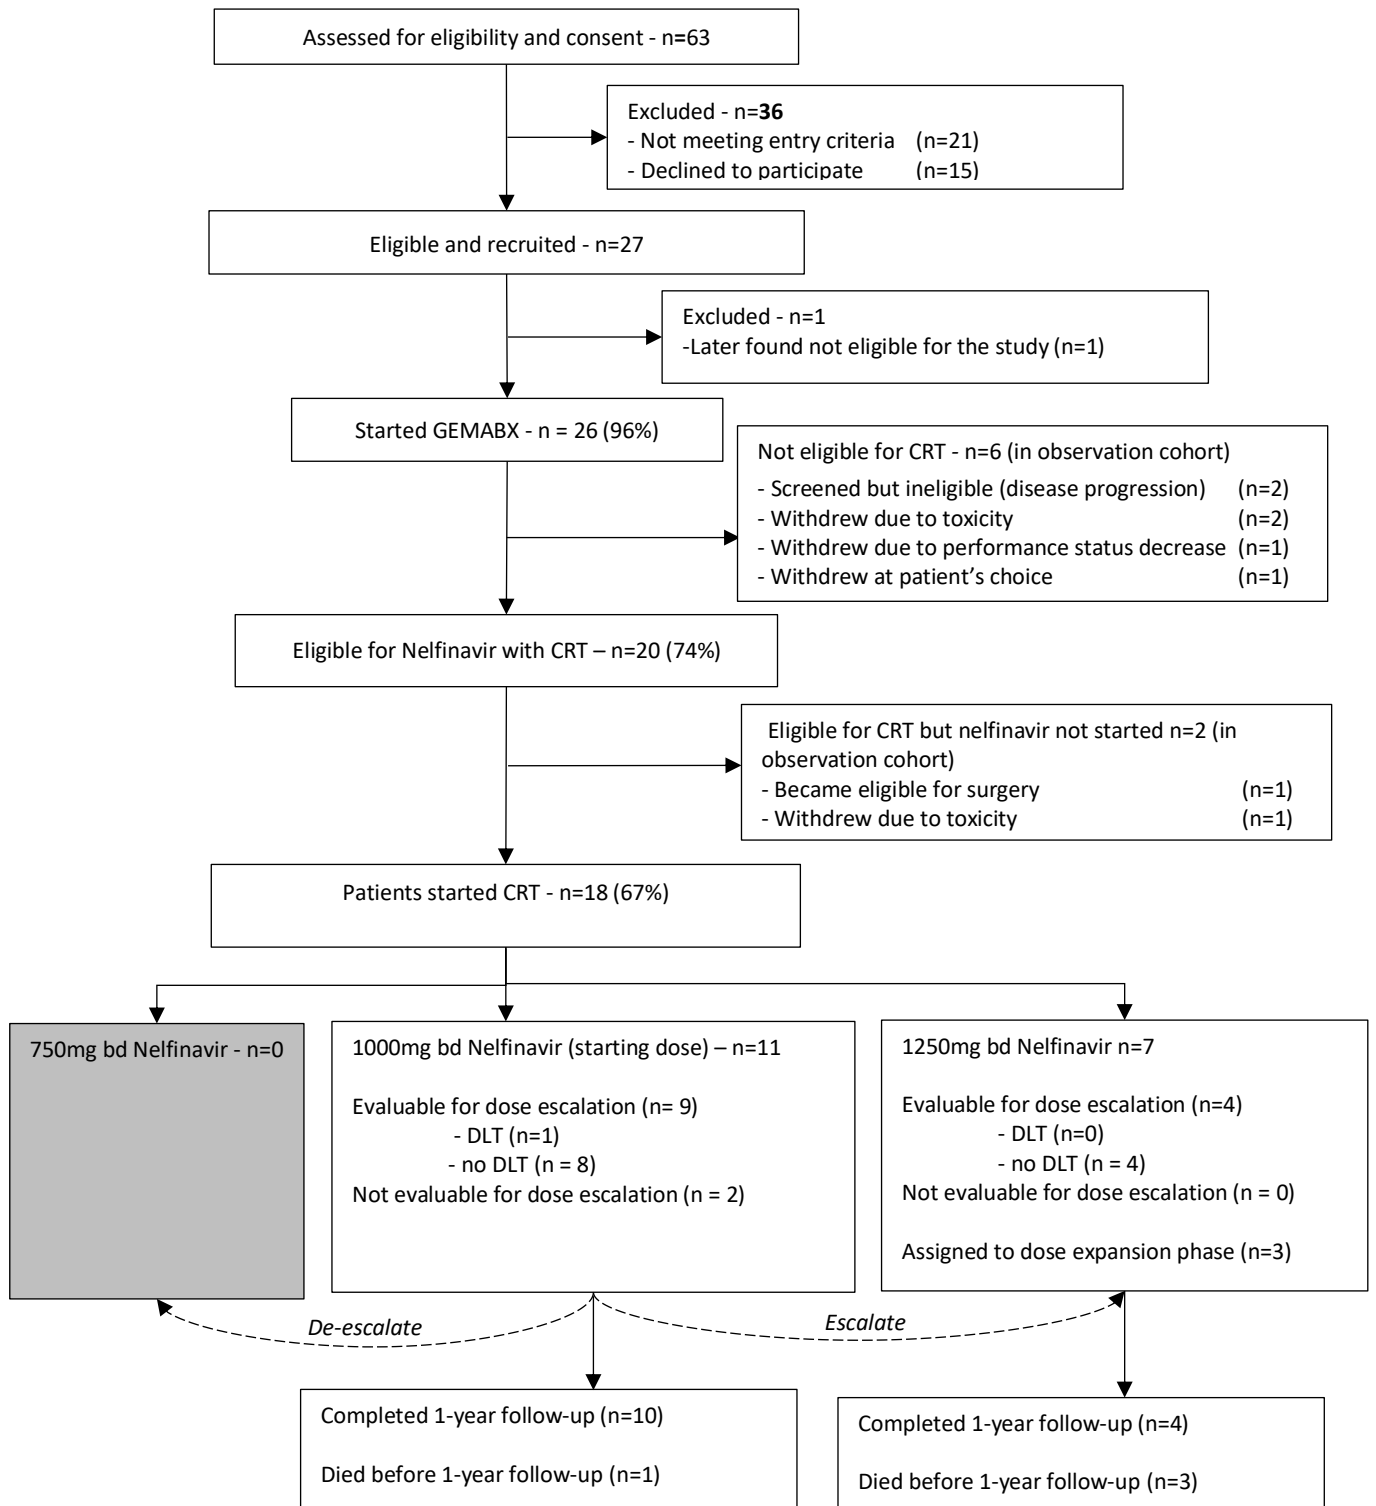 Assessed for eligibility and consent - n=63
Excluded - n=36
- Not meeting entry criteria (n=21)
- Declined to participate (n=15)
Eligible and recruited - n=27
Excluded - n=1
-Later found not eligible for the study (n=1)
Started GEMABX - n = 26 (96%)
Not eligible for CRT - n=6 (in observation cohort)
- Screened but ineligible (disease progression) (n=2)
- Withdrew due to toxicity (n=2)
- Withdrew due to performance status decrease (n=1)
- Withdrew at patient’s choice (n=1)
Eligible for Nelfinavir with CRT – n=20 (74%)
Eligible for CRT but nelfinavir not started n=2 (in
observation cohort)
- Became eligible for surgery (n=1)
- Withdrew due to toxicity (n=1)
Patients started CRT - n=18 (67%)
750mg bd Nelfinavir - n=0
1000mg bd Nelfinavir (starting dose) – n=11
Evaluable for dose escalation (n= 9)
- DLT (n=1)
- no DLT (n = 8)
Not evaluable for dose escalation (n = 2)
1250mg bd Nelfinavir n=7
Evaluable for dose escalation (n=4)
- DLT (n=0)
- no DLT (n = 4)
Not evaluable for dose escalation (n = 0)
Assigned to dose expansion phase (n=3)
De-escalate
Escalate
Completed 1-year follow-up (n=10)
Died before 1-year follow-up (n=1)
Completed 1-year follow-up (n=4)
Died before 1-year follow-up (n=3)